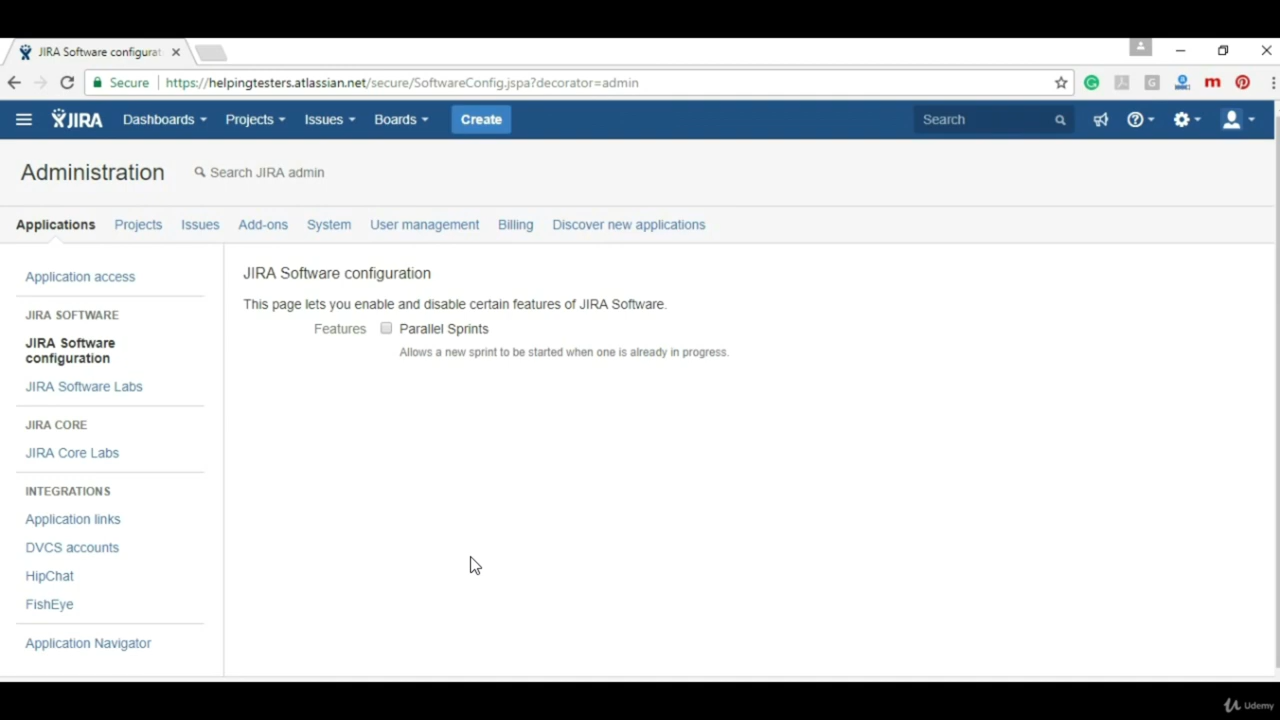 JIRA Software configurat
Secure https://helpingtesters.atlassian.net/secure/SoftwareConfig.jspa?decorator=admin
JIRA Dashboards Projects Issues Boards Create Search
Administration Search JIRA admin
Applications Projects Issues Add-ons System User management Billing Discover new applications
Application access
JIRA SOFTWARE
JIRA Software
configuration
JIRA Software Labs
JIRA CORE
JIRA Core Labs
INTEGRATIONS
Application links
DVCS accounts
HipChat
FishEye
Application Navigator
JIRA Software configuration
This page lets you enable and disable certain features of JIRA Software.
Features Parallel Sprints
Allows a new sprint to be started when one is already in progress.
Udemy